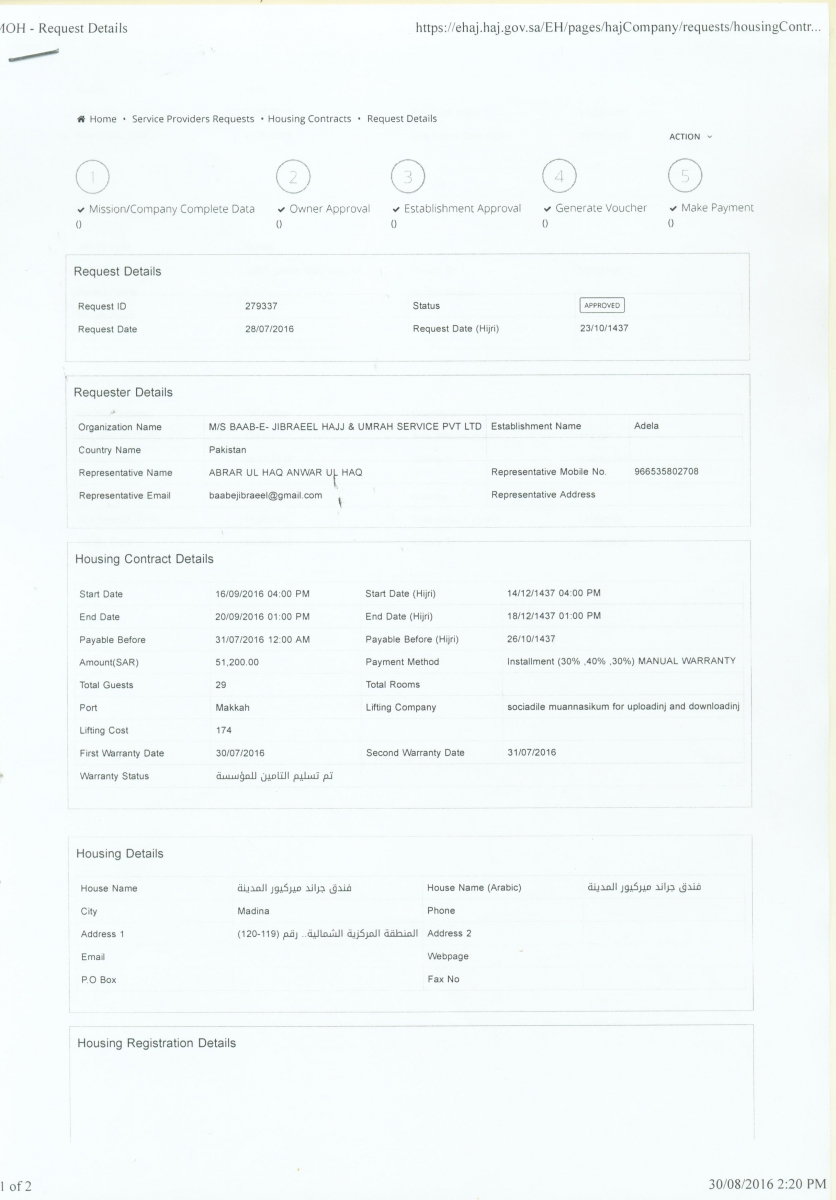 MOH - Request Details https://ehaj.haj.gov.sa/EH/pages/hajCompany/requests/housingContr...
Home • Service Providers Requests • Housing Contracts • Request Details
ACTION
1 2 3 4 5
Mission/Company Complete Data Owner Approval Establishment Approval Generate Voucher Make Payment
() () () () ()
Request Details
Request ID 279337 Status APPROVED
Request Date 28/07/2016 Request Date (Hijri) 23/10/1437
Requester Details
Organization Name M/S BAAB-E- JIBRAEEL HAJJ & UMRAH SERVICE PVT LTD Establishment Name Adela
Country Name Pakistan
Representative Name ABRAR UL HAQ ANWAR UL HAQ Representative Mobile No. 966535802708
Representative Email baabejibraeel@gmail.com Representative Address
Housing Contract Details
Start Date 16/09/2016 04:00 PM Start Date (Hijri) 14/12/1437 04:00 PM
End Date 20/09/2016 01:00 PM End Date (Hijri) 18/12/1437 01:00 PM
Payable Before 31/07/2016 12:00 AM Payable Before (Hijri) 26/10/1437
Amount(SAR) 51,200.00 Payment Method Installment (30% ,40% ,30%) MANUAL WARRANTY
Total Guests 29 Total Rooms
Port Makkah Lifting Company sociadile muannasikum for uploadinj and downloadinj
Lifting Cost 174
First Warranty Date 30/07/2016 Second Warranty Date 31/07/2016
Warranty Status تم تسليم التامين للمؤسسة
Housing Details
House Name فندق جراند ميركيور المدينة House Name (Arabic) فندق جراند ميركيور المدينة
City Madina Phone
Address 1 المنطقة المركزية الشمالية.. رقم (119-120) Address 2
Email Webpage
P.O Box Fax No
Housing Registration Details
1 of 2 30/08/2016 2:20 PM